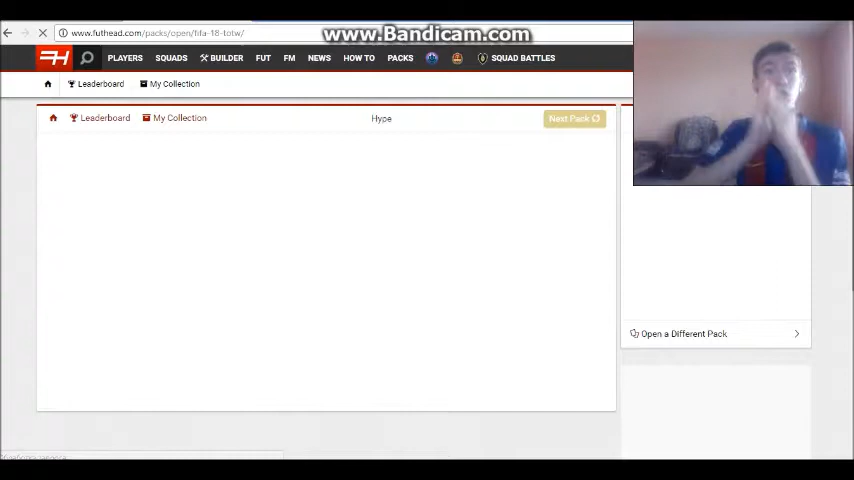 www.Bandicam.com
www.futhead.com/packs/open/fifa-18-totw/
FH PLAYERS SQUADS BUILDER FUT FM NEWS HOW TO PACKS SQUAD BATTLES
Leaderboard My Collection
Leaderboard My Collection Hype Next Pack
Open a Different Pack